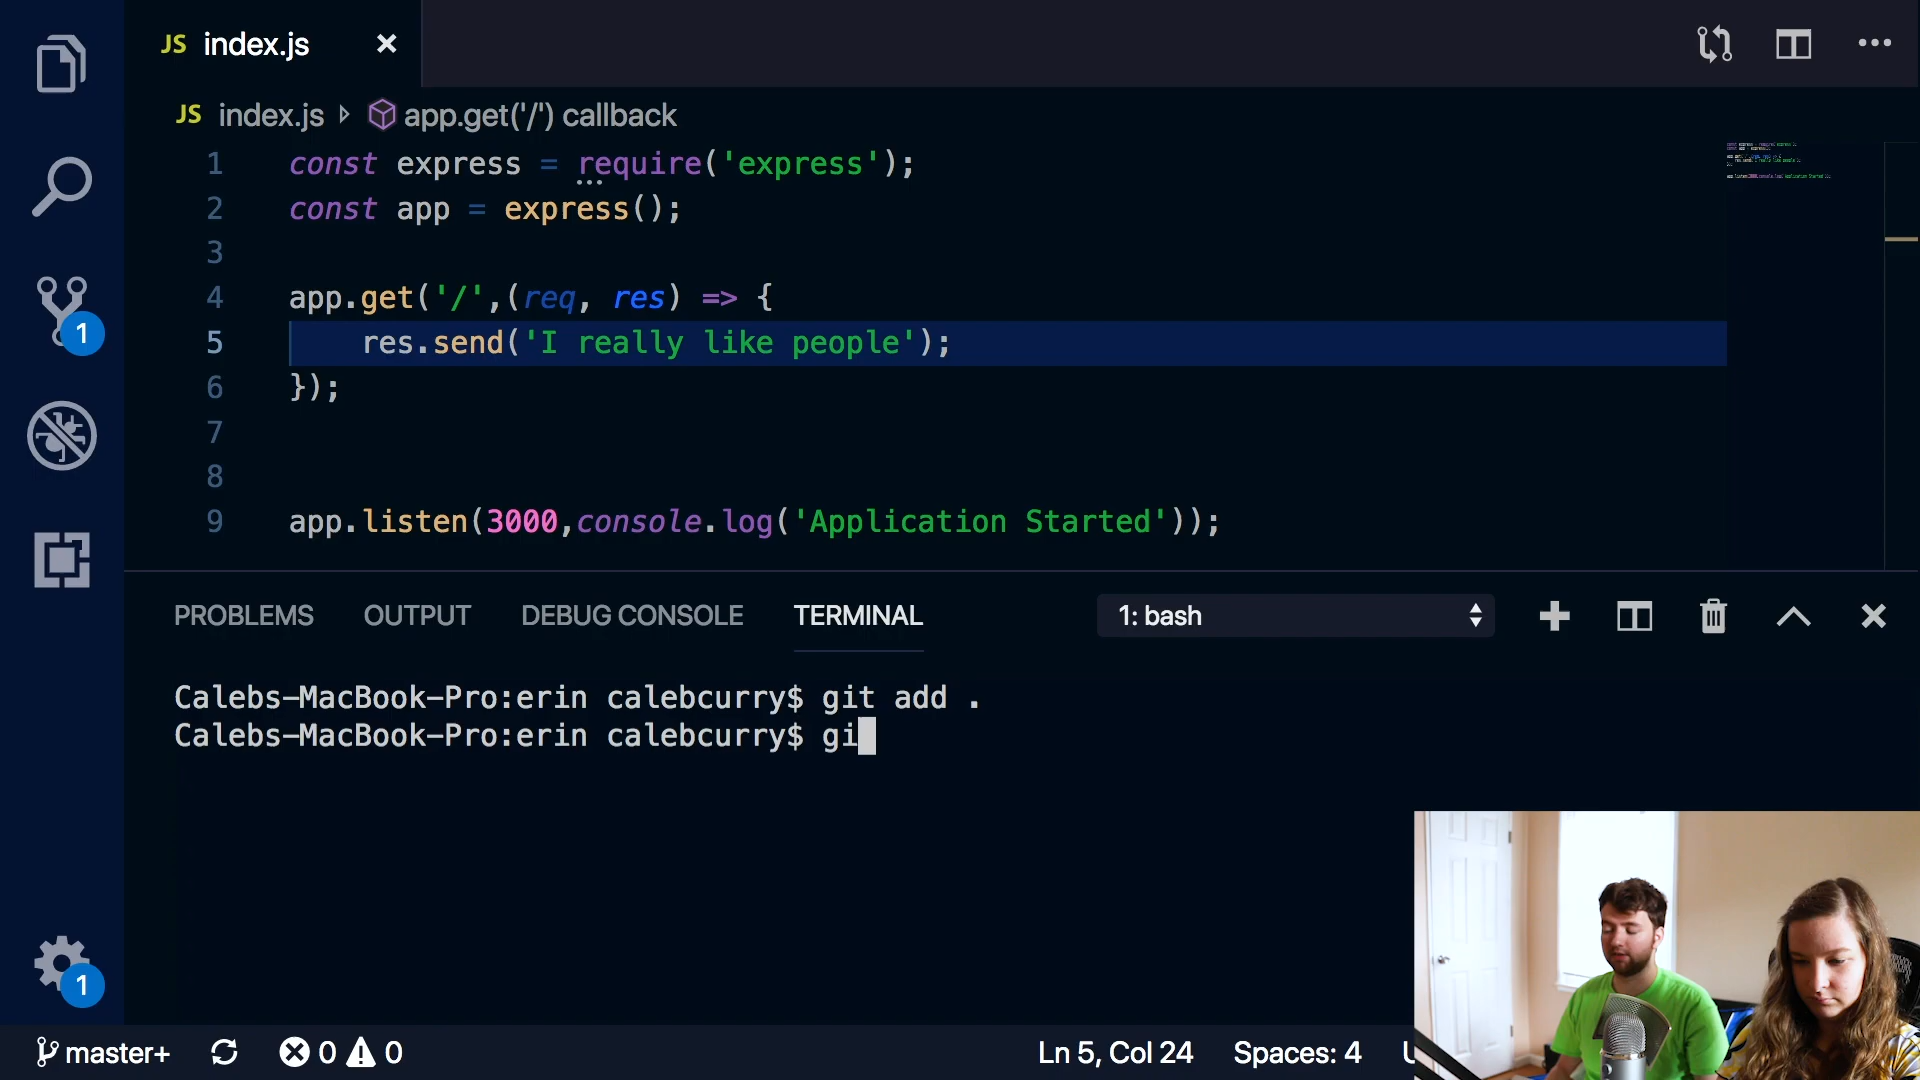 JS index.js
JS index.js app.get('/') callback
1 const express = require('express');
2 const app = express();
3
4 app.get('/',(req, res) => {
5 res.send('I really like people');
6 });
7
8
9 app.listen(3000,console.log('Application Started'));
1
PROBLEMS OUTPUT DEBUG CONSOLE TERMINAL 1: bash
Calebs-MacBook-Pro:erin calebcurry$ git add .
Calebs-MacBook-Pro:erin calebcurry$ gi
1
master+ 0 0 Ln 5, Col 24 Spaces: 4